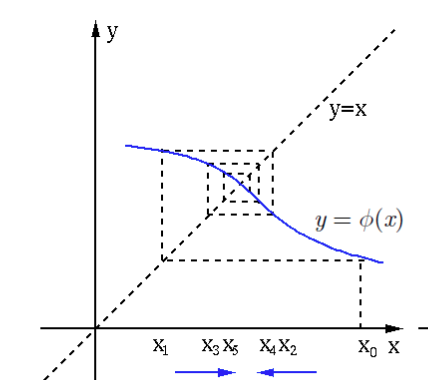 y
y=x
y = ϕ(x)
x₁ x₃ x₅ x₄ x₂ x₀ x